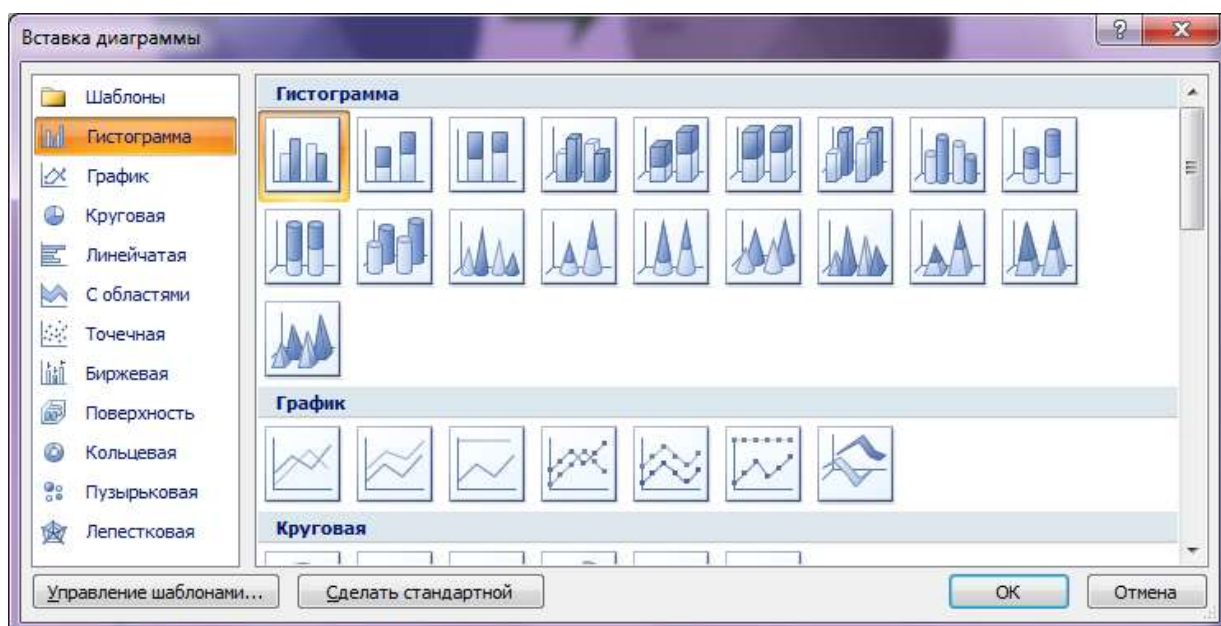 Вставка диаграммы
Шаблоны
Гистограмма
График
Круговая
Линейчатая
С областями
Точечная
Биржевая
Поверхность
Кольцевая
Пузырьковая
Лепестковая
Гистограмма
График
Круговая
Управление шаблонами...
Сделать стандартной
ОК
Отмена